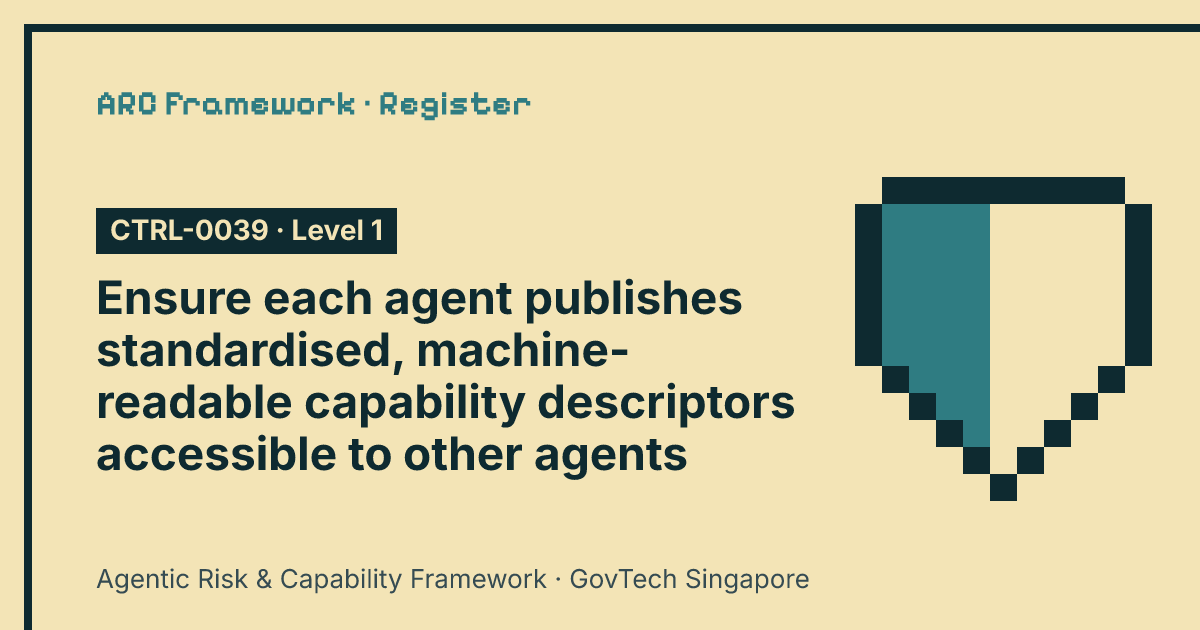 ARC Framework · Register
CTRL-0039 · Level 1
Ensure each agent publishes
standardised, machine-
readable capability descriptors
accessible to other agents
Agentic Risk & Capability Framework · GovTech Singapore